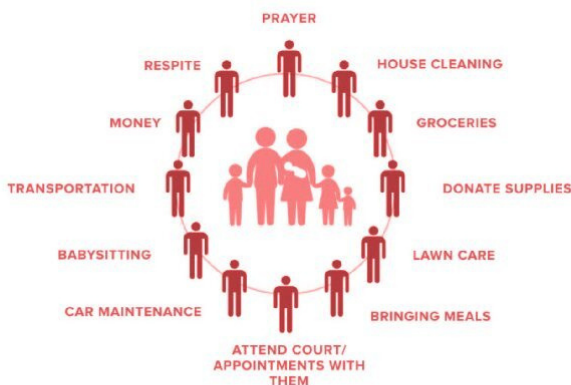 PRAYER
HOUSE CLEANING
GROCERIES
DONATE SUPPLIES
LAWN CARE
BRINGING MEALS
ATTEND COURT/
APPOINTMENTS WITH
THEM
CAR MAINTENANCE
BABYSITTING
TRANSPORTATION
MONEY
RESPITE